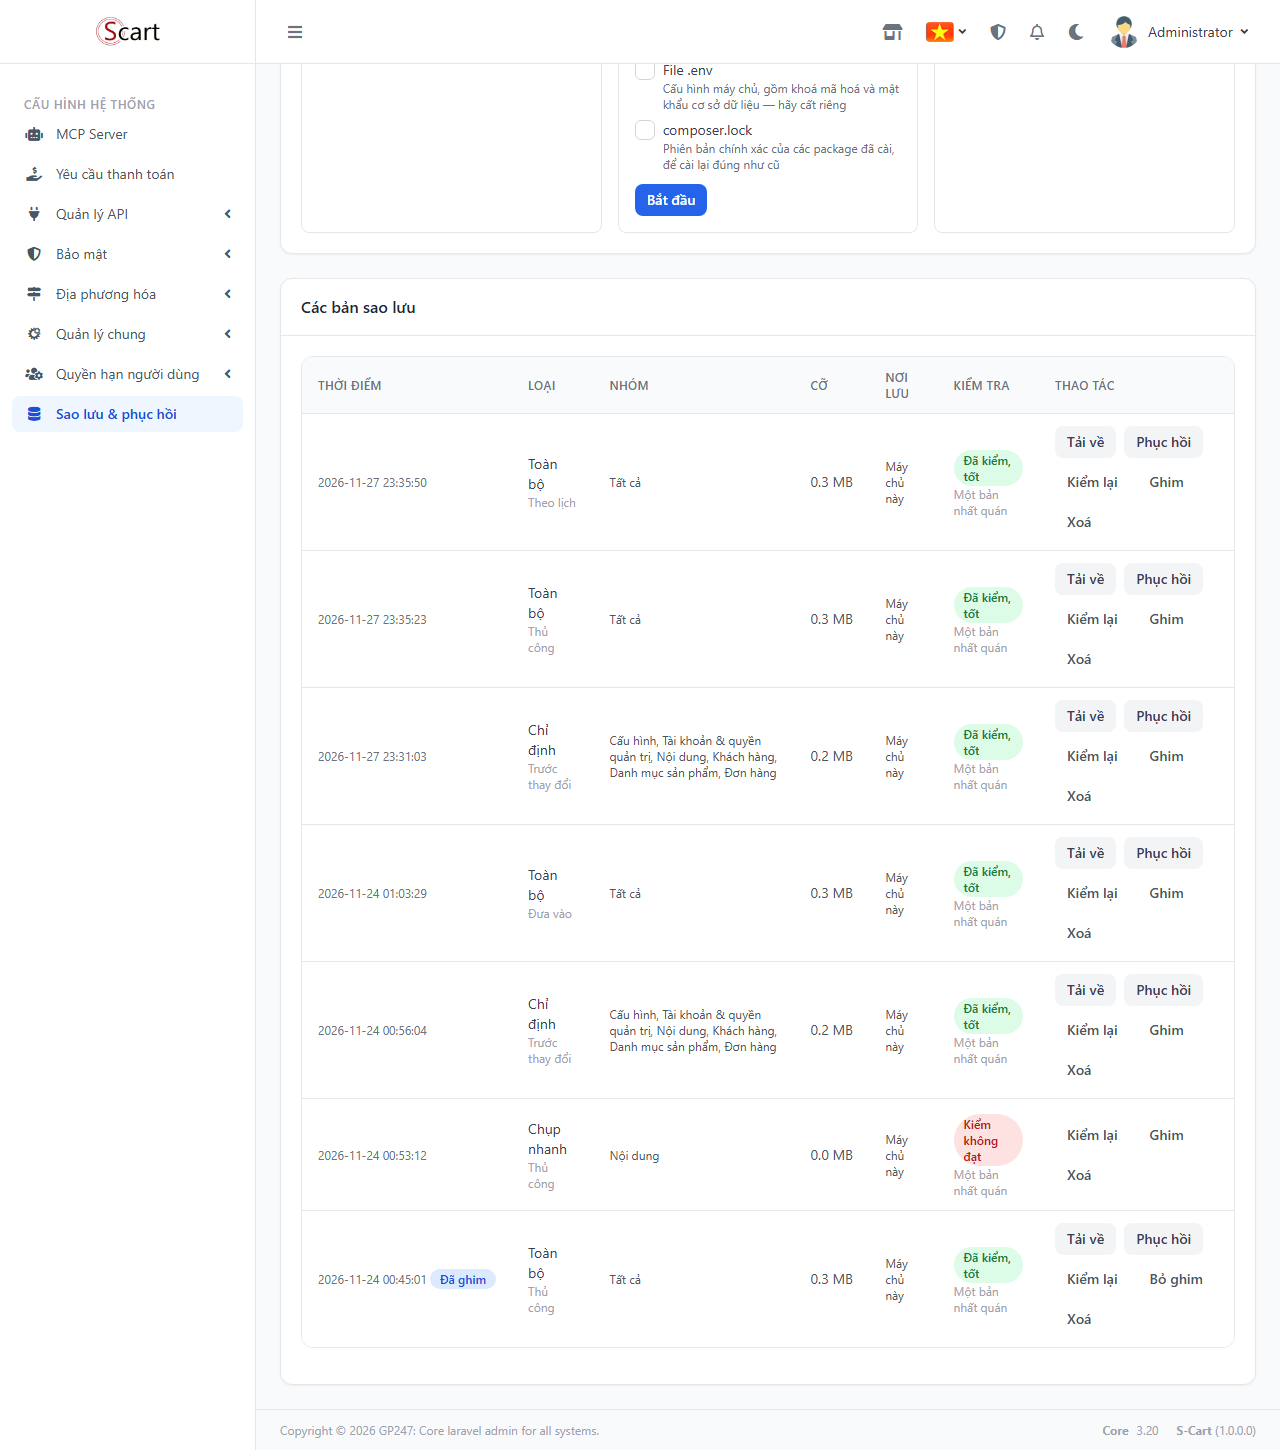 Scart
Administrator
CẤU HÌNH HỆ THỐNG
MCP Server
Yêu cầu thanh toán
Quản lý API
Bảo mật
Địa phương hóa
Quản lý chung
Quyền hạn người dùng
Sao lưu & phục hồi
File .env
Cấu hình máy chủ, gồm khoá mã hoá và mật
khẩu cơ sở dữ liệu — hãy cất riêng
composer.lock
Phiên bản chính xác của các package đã cài,
để cài lại đúng như cũ
Bắt đầu
Các bản sao lưu
THỜI ĐIỂM
LOẠI
NHÓM
CỠ
NƠI
LƯU
KIỂM TRA
THAO TÁC
2026-11-27 23:35:50
Toàn
bộ
Theo lịch
Tất cả
0.3 MB
Máy
chủ
này
Đã kiểm,
tốt
Một bản
nhất quán
Tải về
Phục hồi
Kiểm lại
Ghim
Xoá
2026-11-27 23:35:23
Toàn
bộ
Thủ
công
Tất cả
0.3 MB
Máy
chủ
này
Đã kiểm,
tốt
Một bản
nhất quán
Tải về
Phục hồi
Kiểm lại
Ghim
Xoá
2026-11-27 23:31:03
Chỉ
định
Trước
thay đổi
Cấu hình, Tài khoản & quyền
quản trị, Nội dung, Khách hàng,
Danh mục sản phẩm, Đơn hàng
0.2 MB
Máy
chủ
này
Đã kiểm,
tốt
Một bản
nhất quán
Tải về
Phục hồi
Kiểm lại
Ghim
Xoá
2026-11-24 01:03:29
Toàn
bộ
Đưa vào
Tất cả
0.3 MB
Máy
chủ
này
Đã kiểm,
tốt
Một bản
nhất quán
Tải về
Phục hồi
Kiểm lại
Ghim
Xoá
2026-11-24 00:56:04
Chỉ
định
Trước
thay đổi
Cấu hình, Tài khoản & quyền
quản trị, Nội dung, Khách hàng,
Danh mục sản phẩm, Đơn hàng
0.2 MB
Máy
chủ
này
Đã kiểm,
tốt
Một bản
nhất quán
Tải về
Phục hồi
Kiểm lại
Ghim
Xoá
2026-11-24 00:53:12
Chụp
nhanh
Thủ
công
Nội dung
0.0 MB
Máy
chủ
này
Kiểm
không
đạt
Một bản
nhất quán
Kiểm lại
Ghim
Xoá
2026-11-24 00:45:01 Đã ghim
Toàn
bộ
Thủ
công
Tất cả
0.3 MB
Máy
chủ
này
Đã kiểm,
tốt
Một bản
nhất quán
Tải về
Phục hồi
Kiểm lại
Bỏ ghim
Xoá
Copyright © 2026 GP247: Core laravel admin for all systems.
Core 3.20
S-Cart (1.0.0.0)